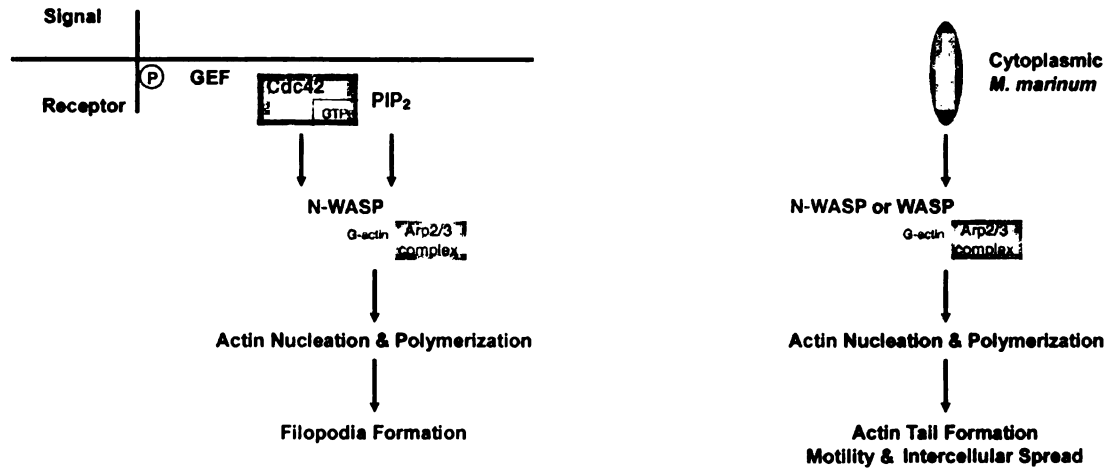 Signal
P
GEF
Cdc42
GTP
PIP2
Receptor
N-WASP
G-actin
Arp2/3
complex
Actin Nucleation & Polymerization
Filopodia Formation
Cytoplasmic
M. marinum
N-WASP or WASP
G-actin
Arp2/3
complex
Actin Nucleation & Polymerization
Actin Tail Formation
Motility & Intercellular Spread